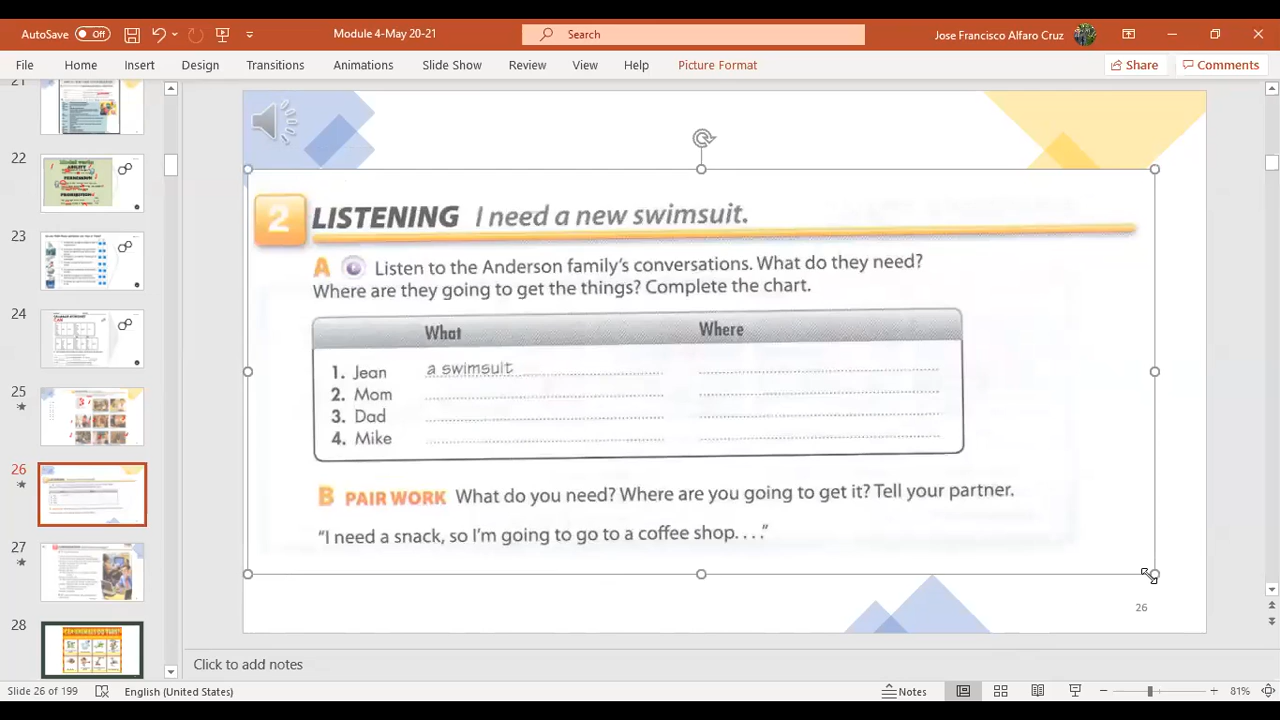 AutoSave Off
Module 4-May 20-21
Search
Jose Francisco Alfaro Cruz
File Home Insert Design Transitions Animations Slide Show Review View Help Picture Format
Share Comments
21
22
23
24
25
26
27
28
2 LISTENING I need a new swimsuit.
A Listen to the Anderson family's conversations. What do they need?
Where are they going to get the things? Complete the chart.
What Where
1. Jean a swimsuit
2. Mom
3. Dad
4. Mike
PAIR WORK What do you need? Where are you going to get it? Tell your partner.
"I need a snack, so I'm going to go to a coffee shop. . . ."
26
Click to add notes
Slide 26 of 199 English (United States) Notes 81%